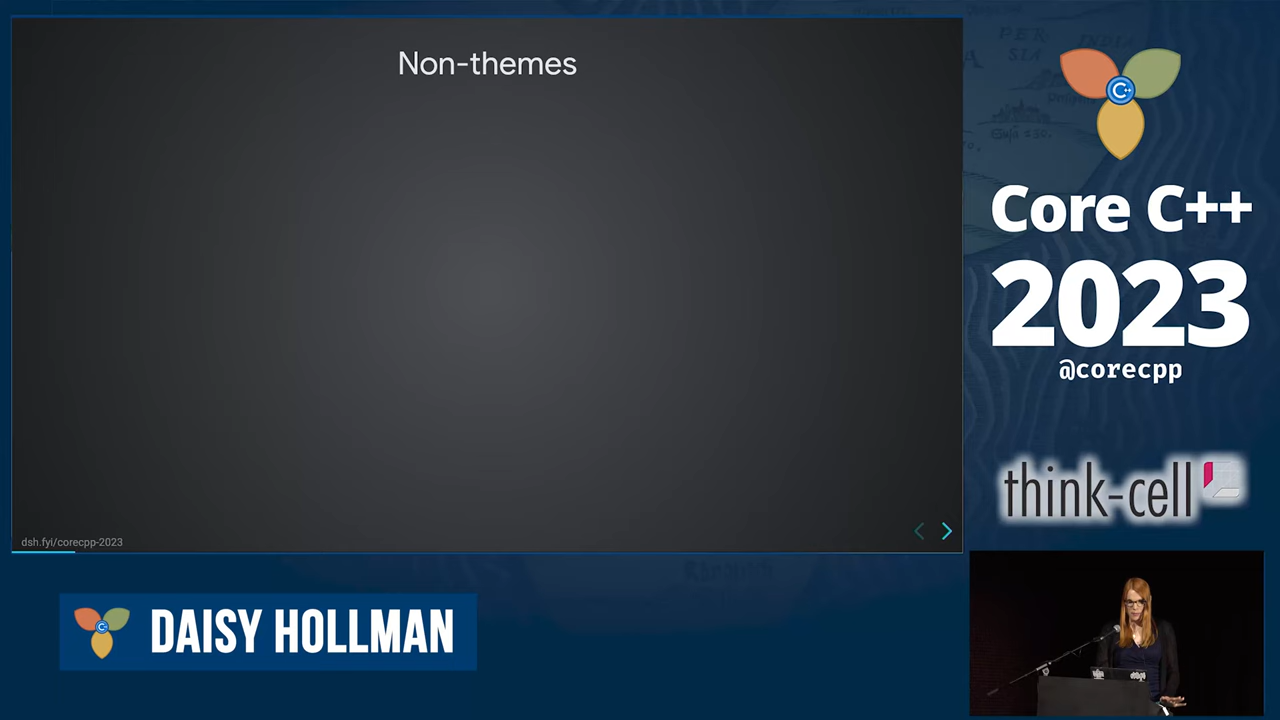 Non-themes
dsh.fyi/corecpp-2023
C++
Core C++
2023
@corecpp
think-cell
C++
DAISY HOLLMAN